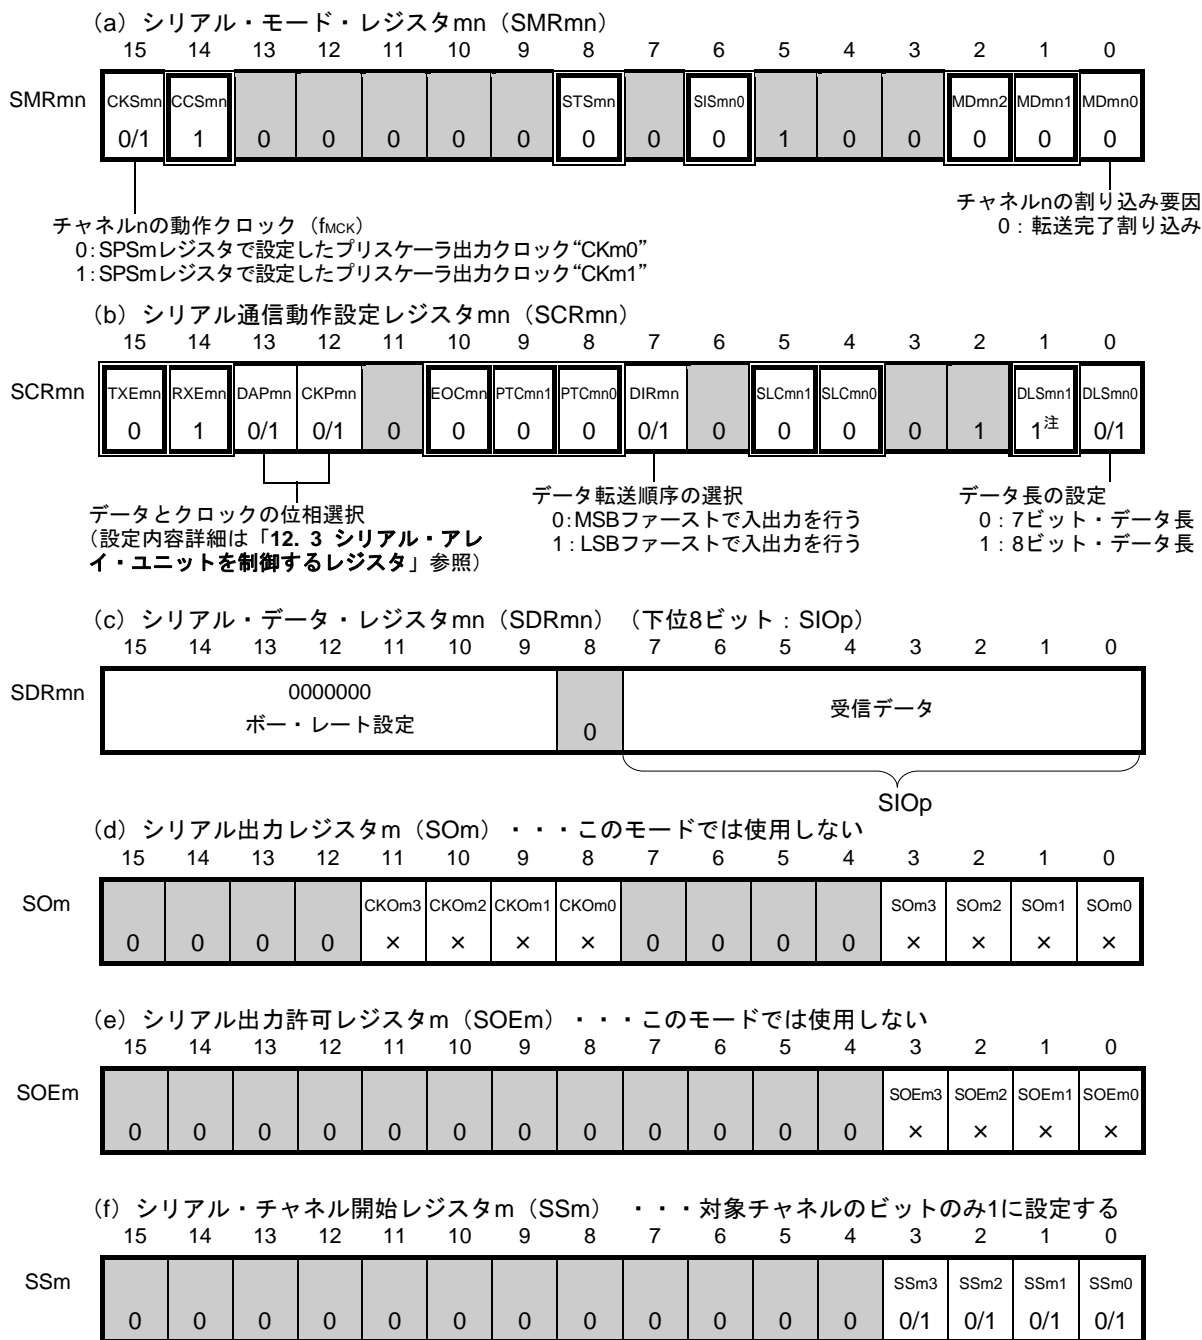 (a) シリアル・モード・レジスタmn (SMRmn)
15 14 13 12 11 10 9 8 7 6 5 4 3 2 1 0
SMRmn CKSmn CCSmn STSmn SISmn0 MDmn2 MDmn1 MDmn0
0/1 1 0 0 0 0 0 0 0 0 1 0 0 0 0 0
チャネルnの動作クロック (fMCK)
0:SPSmレジスタで設定したプリスケーラ出力クロック“CKm0”
1:SPSmレジスタで設定したプリスケーラ出力クロック“CKm1”
チャネルnの割り込み要因
0:転送完了割り込み
(b) シリアル通信動作設定レジスタmn (SCRmn)
15 14 13 12 11 10 9 8 7 6 5 4 3 2 1 0
SCRmn TXEmn RXEmn DAPmn CKPmn EOCmn PTCmn1 PTCmn0 DIRmn SLCmn1 SLCmn0 DLSmn1 DLSmn0
0 1 0/1 0/1 0 0 0 0 0/1 0 0 0 0 1 1注 0/1
データとクロックの位相選択
(設定内容詳細は「12. 3 シリアル・アレ
イ・ユニットを制御するレジスタ」参照)
データ転送順序の選択
0:MSBファーストで入出力を行う
1:LSBファーストで入出力を行う
データ長の設定
0:7ビット・データ長
1:8ビット・データ長
(c) シリアル・データ・レジスタmn (SDRmn) (下位8ビット:SIOp)
15 14 13 12 11 10 9 8 7 6 5 4 3 2 1 0
SDRmn
0000000
ボー・レート設定
0
受信データ
SIOp
(d) シリアル出力レジスタm (SOm) ・・・このモードでは使用しない
15 14 13 12 11 10 9 8 7 6 5 4 3 2 1 0
SOm CKOm3 CKOm2 CKOm1 CKOm0 SOm3 SOm2 SOm1 SOm0
0 0 0 0 × × × × 0 0 0 0 × × × ×
(e) シリアル出力許可レジスタm (SOEm) ・・・このモードでは使用しない
15 14 13 12 11 10 9 8 7 6 5 4 3 2 1 0
SOEm SOEm3 SOEm2 SOEm1 SOEm0
0 0 0 0 0 0 0 0 0 0 0 0 × × × ×
(f) シリアル・チャネル開始レジスタm (SSm) ・・・対象チャネルのビットのみ1に設定する
15 14 13 12 11 10 9 8 7 6 5 4 3 2 1 0
SSm SSm3 SSm2 SSm1 SSm0
0 0 0 0 0 0 0 0 0 0 0 0 0/1 0/1 0/1 0/1